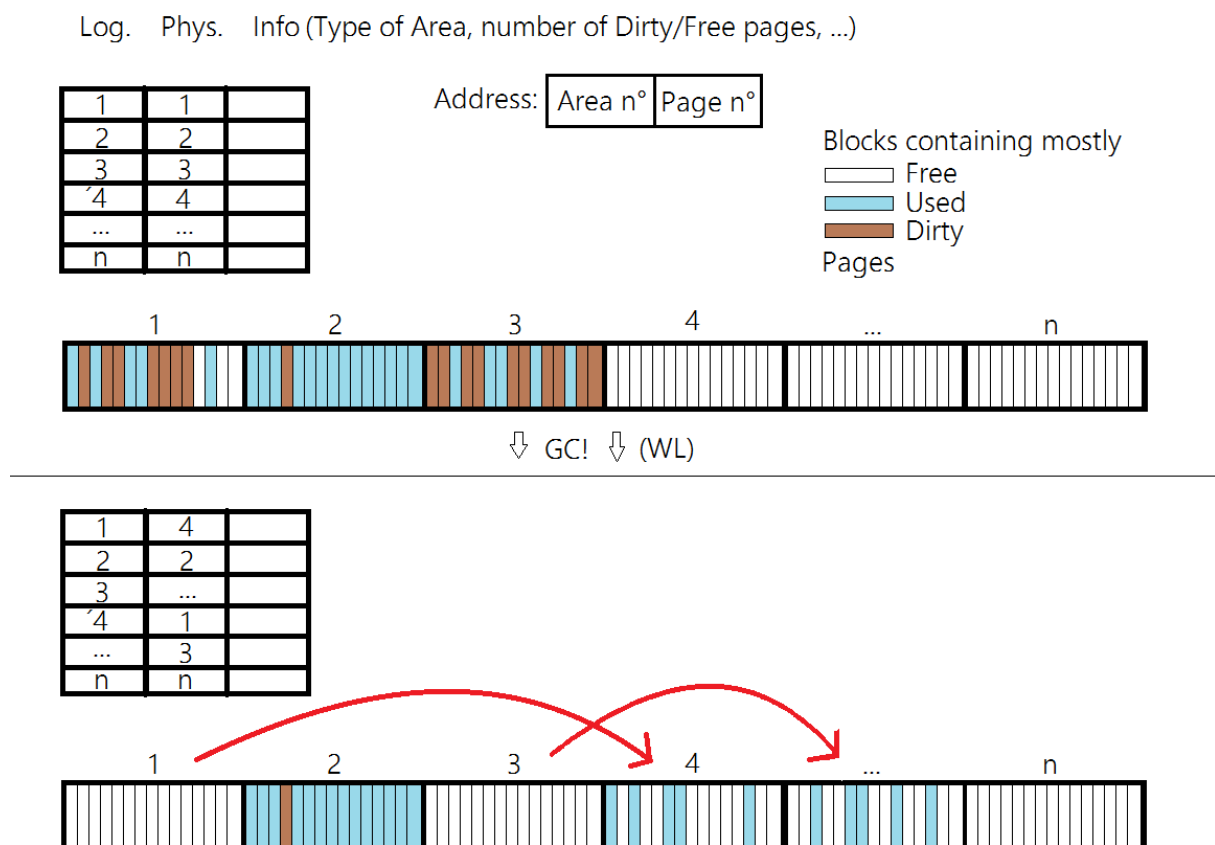 Log. Phys. Info (Type of Area, number of Dirty/Free pages, ...)
Address: Area n° Page n°
1 1
2 2
3 3
´4 4
... ...
n n
Blocks containing mostly
Free
Used
Dirty
Pages
1 2 3 4 ... n
GC! (WL)
1 4
2 2
3 ...
´4 1
... 3
n n
1 2 3 4 ... n